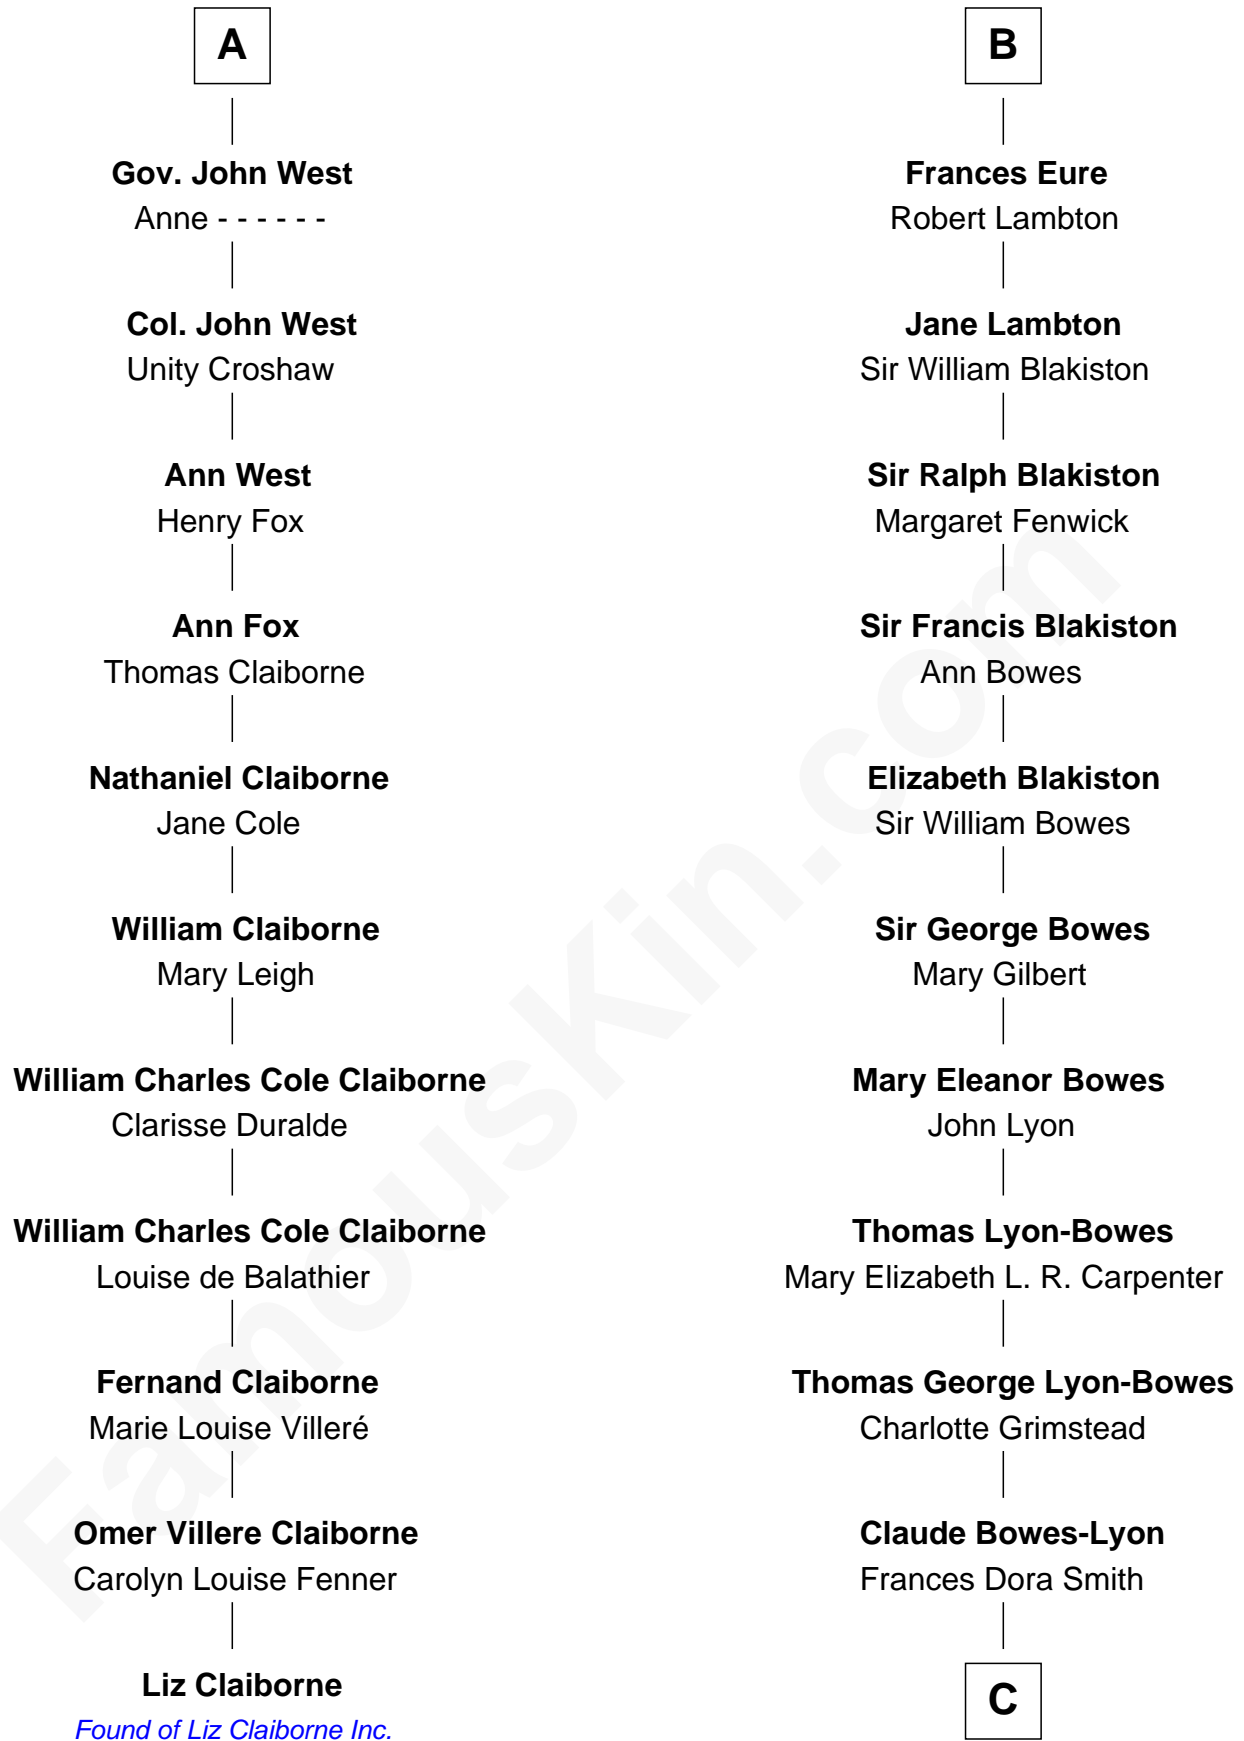 A
Gov. John West
Anne - - - - - -
Col. John West
Unity Croshaw
Ann West
Henry Fox
Ann Fox
Thomas Claiborne
Nathaniel Claiborne
Jane Cole
William Claiborne
Mary Leigh
William Charles Cole Claiborne
Clarisse Duralde
William Charles Cole Claiborne
Louise de Balathier
Fernand Claiborne
Marie Louise Villeré
Omer Villere Claiborne
Carolyn Louise Fenner
Liz Claiborne
Found of Liz Claiborne Inc.
B
Frances Eure
Robert Lambton
Jane Lambton
Sir William Blakiston
Sir Ralph Blakiston
Margaret Fenwick
Sir Francis Blakiston
Ann Bowes
Elizabeth Blakiston
Sir William Bowes
Sir George Bowes
Mary Gilbert
Mary Eleanor Bowes
John Lyon
Thomas Lyon-Bowes
Mary Elizabeth L. R. Carpenter
Thomas George Lyon-Bowes
Charlotte Grimstead
Claude Bowes-Lyon
Frances Dora Smith
C
FamousKin.com